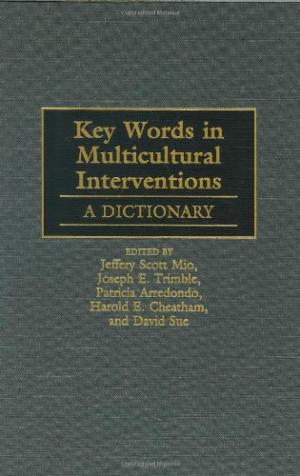 Key Words in
Multicultural
Interventions
A DICTIONARY
EDITED BY
Jeffery Scott Mio,
Joseph E. Trimble,
Patricia Arredondo,
Harold E. Cheatham,
and David Sue